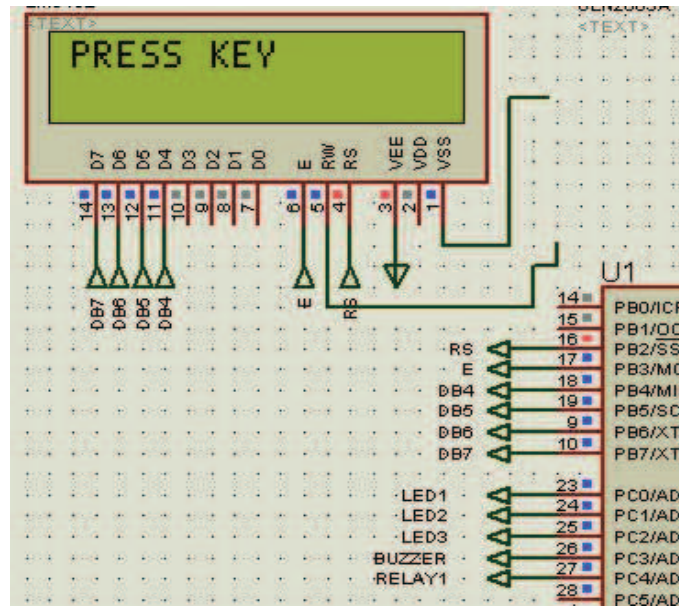 <TEXT>
<TEXT>
PRESS KEY
D7 D6 D5 D4 D3 D2 D1 D0 E RW RS VEE VDD VSS
14 13 12 11 10 9 8 7 6 5 4 3 2 1
DB7 DB6 DB5 DB4 E RS
U1
14 PB0/ICP
15 PB1/OC
RS 16 PB2/SS
E 17 PB3/MO
DB4 18 PB4/MI
DB5 19 PB5/SC
DB6 9 PB6/XT
DB7 10 PB7/XT
LED1 23 PC0/AD
LED2 24 PC1/AD
LED3 25 PC2/AD
BUZZER 26 PC3/AD
RELAY1 27 PC4/AD
28 PC5/AD